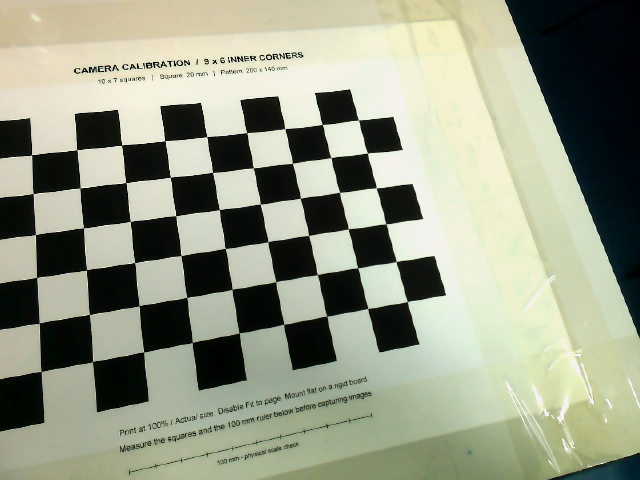 CAMERA CALIBRATION / 9 x 6 INNER CORNERS
10 x 7 squares | Square: 20 mm | Pattern: 200 x 140 mm
Print at 100% / Actual size. Disable Fit to page. Mount flat on a rigid board.
Measure the squares and the 100 mm ruler below before capturing images.
100 mm - physical scale check